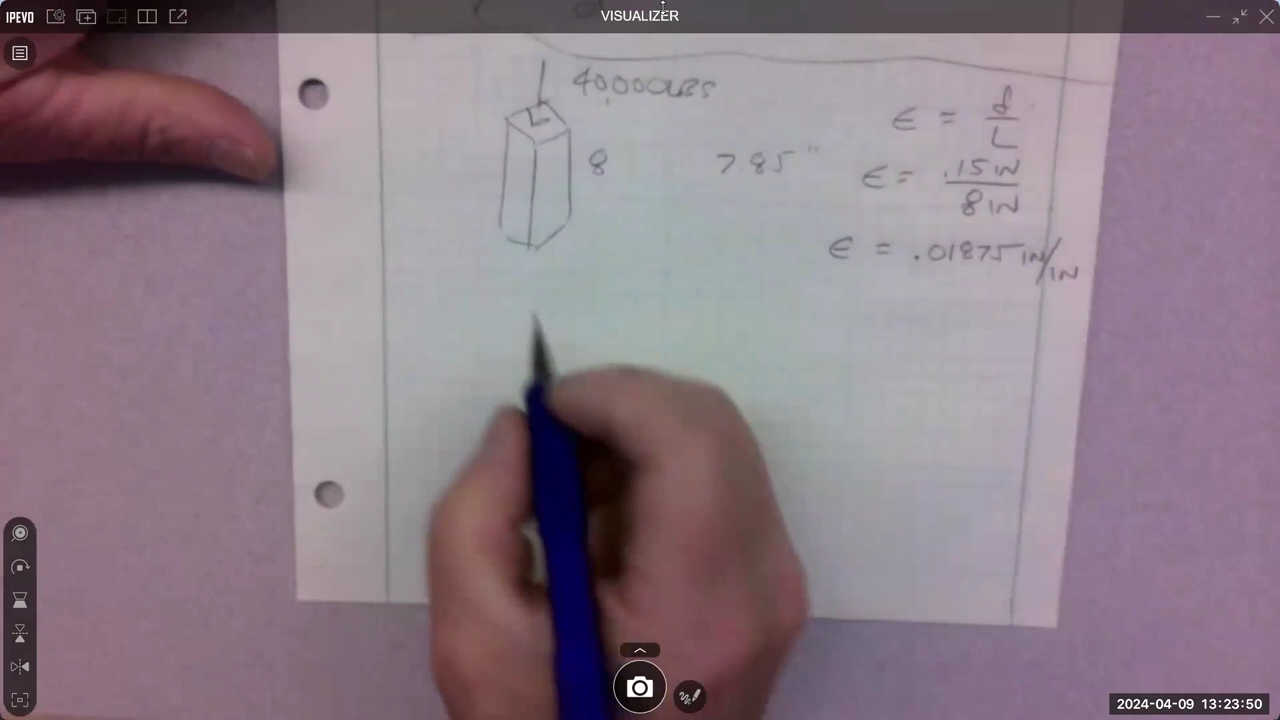 IPEVO
VISUALIZER
40,000LBS
8
7.85"
ϵ = δ/L
ϵ = .15IN/8IN
ϵ = .01875 IN/IN
2024-04-09 13:23:50